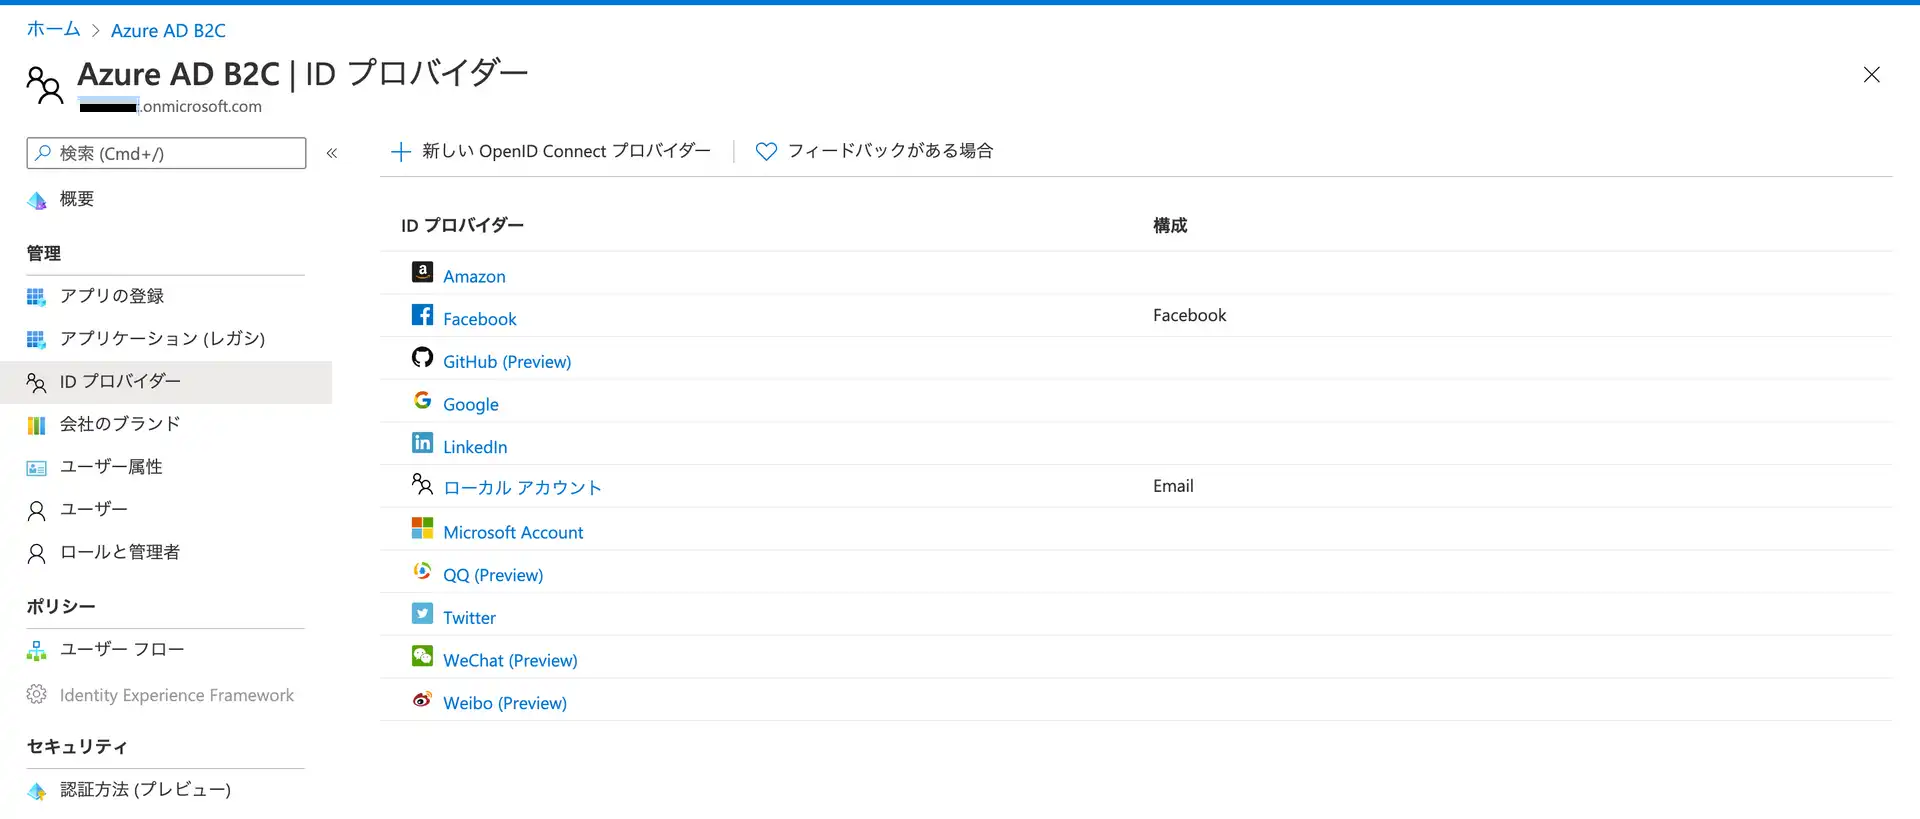 ホーム > Azure AD B2C
Azure AD B2C | ID プロバイダー
.onmicrosoft.com
検索 (Cmd+/)
«
概要
管理
アプリの登録
アプリケーション (レガシ)
ID プロバイダー
会社のブランド
ユーザー属性
ユーザー
ロールと管理者
ポリシー
ユーザー フロー
Identity Experience Framework
セキュリティ
認証方法 (プレビュー)
新しい OpenID Connect プロバイダー
フィードバックがある場合
ID プロバイダー 構成
Amazon
Facebook Facebook
GitHub (Preview)
Google
LinkedIn
ローカル アカウント Email
Microsoft Account
QQ (Preview)
Twitter
WeChat (Preview)
Weibo (Preview)